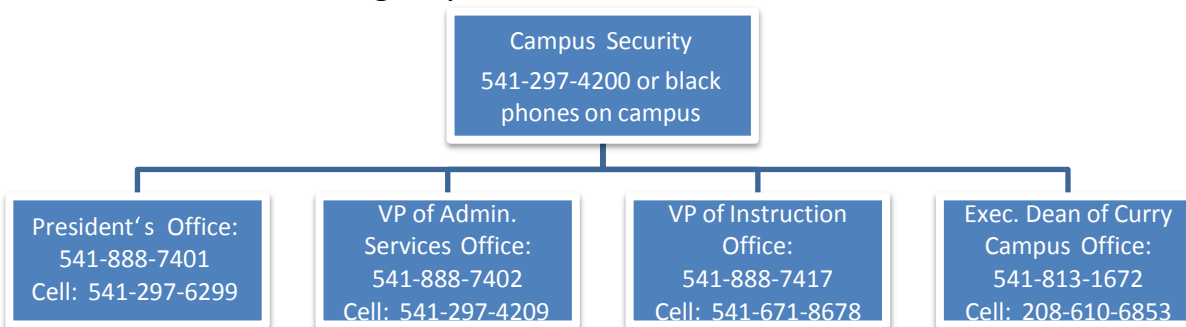 Campus Security
541-297-4200 or black
phones on campus
President‘s Office:
541-888-7401
Cell: 541-297-6299
VP of Admin.
Services Office:
541-888-7402
Cell: 541-297-4209
VP of Instruction
Office:
541-888-7417
Cell: 541-671-8678
Exec. Dean of Curry
Campus Office:
541-813-1672
Cell: 208-610-6853